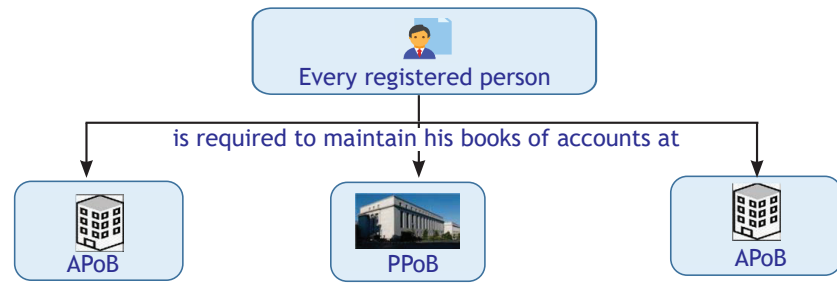 Every registered person
is required to maintain his books of accounts at
APoB
PPoB
APoB